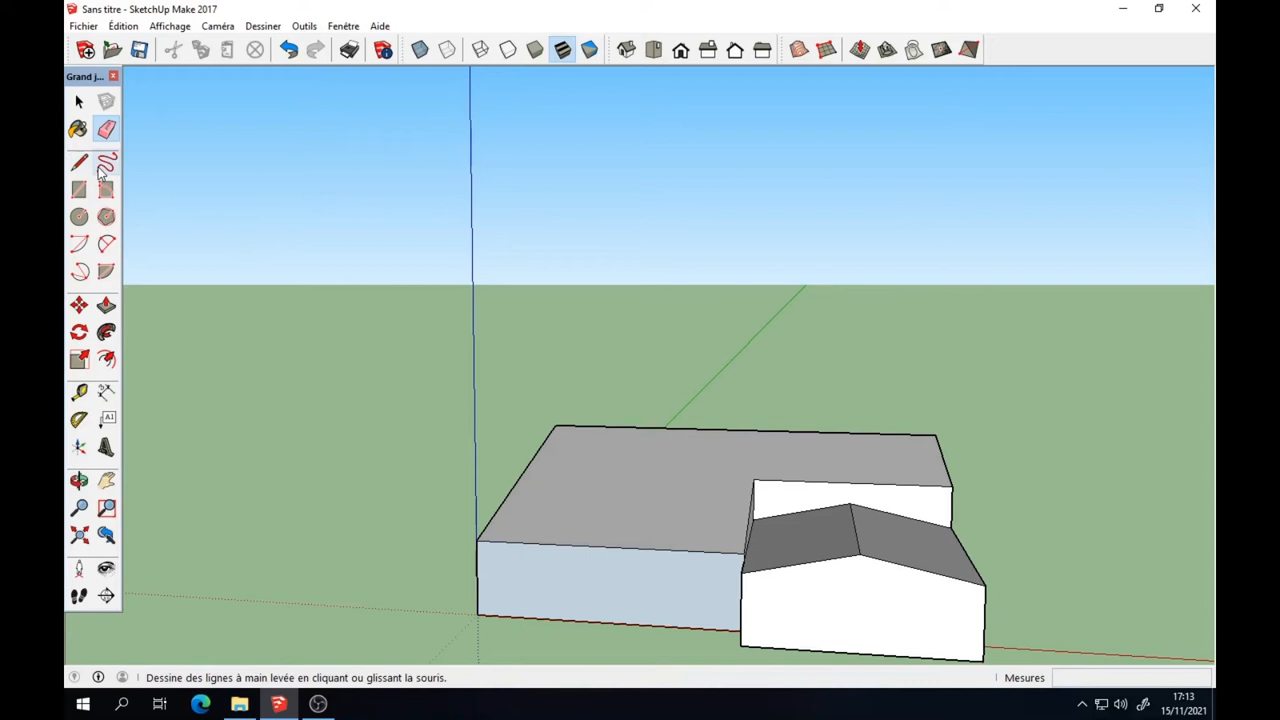 Sans titre - SketchUp Make 2017
Fichier Édition Affichage Caméra Dessiner Outils Fenêtre Aide
Grand j...
A1
Dessine des lignes à main levée en cliquant ou glissant la souris.
Mesures
17:13
15/11/2021